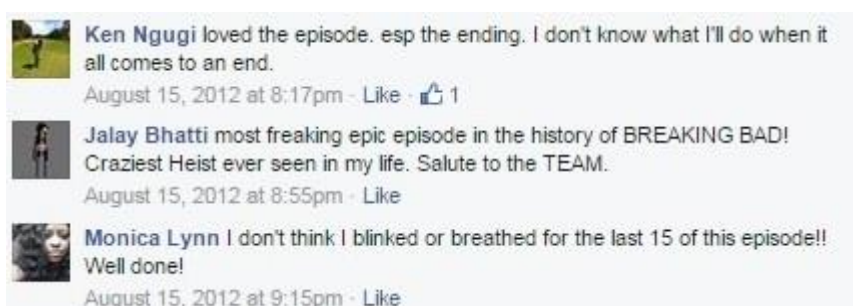 Ken Ngugi loved the episode. esp the ending. I don't know what I'll do when it
all comes to an end.
August 15, 2012 at 8:17pm · Like · 1
Jalay Bhatti most freaking epic episode in the history of BREAKING BAD!
Craziest Heist ever seen in my life. Salute to the TEAM.
August 15, 2012 at 8:55pm · Like
Monica Lynn I don't think I blinked or breathed for the last 15 of this episode!!
Well done!
August 15, 2012 at 9:15pm · Like